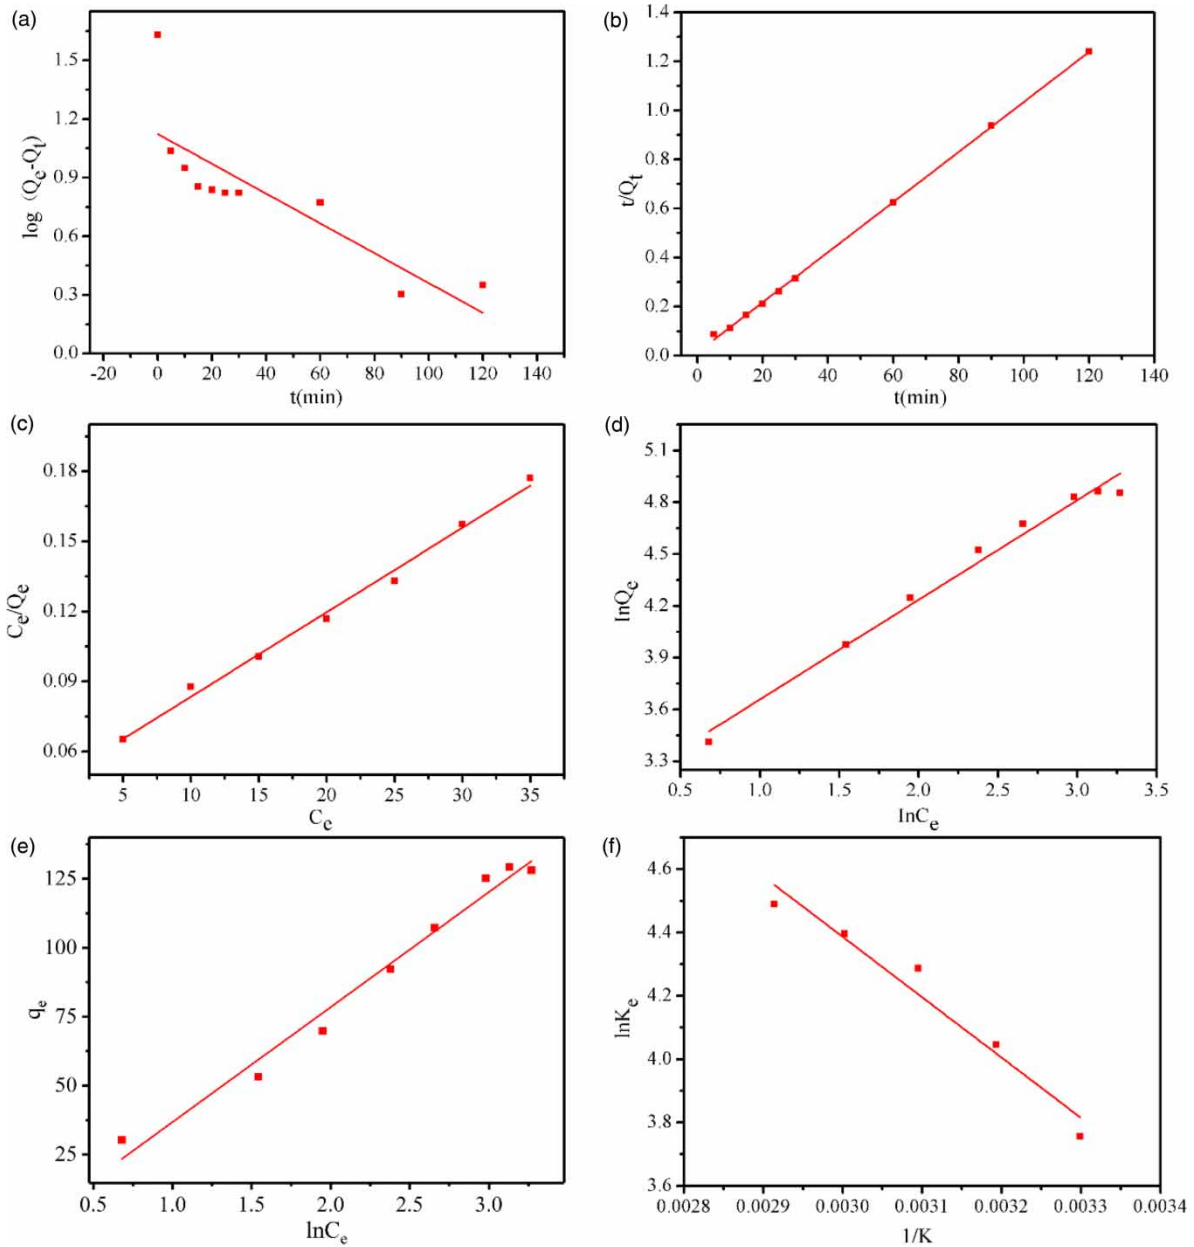 (a)
1.5
1.2
0.9
0.6
0.3
0.0
log (Qe-Qt)
-20 0 20 40 60 80 100 120 140
t(min)
(b)
1.4
1.2
1.0
0.8
0.6
0.4
0.2
0.0
t/Qt
0 20 40 60 80 100 120 140
t(min)
(c)
0.18
0.15
0.12
0.09
0.06
Ce/Qe
5 10 15 20 25 30 35
Ce
(d)
5.1
4.8
4.5
4.2
3.9
3.6
3.3
lnQe
0.5 1.0 1.5 2.0 2.5 3.0 3.5
lnCe
(e)
125
100
75
50
25
qe
0.5 1.0 1.5 2.0 2.5 3.0
lnCe
(f)
4.6
4.4
4.2
4.0
3.8
3.6
lnKe
0.0028 0.0029 0.0030 0.0031 0.0032 0.0033 0.0034
1/K